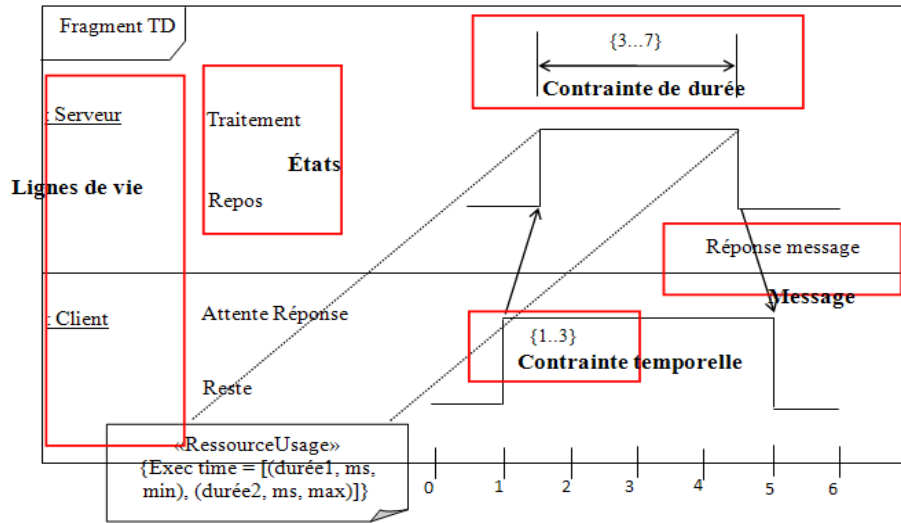 Fragment TD
{3...7}
Contrainte de durée
: Serveur
Traitement
États
Lignes de vie
Repos
Réponse message
Message
: Client
Attente Réponse
{1..3}
Contrainte temporelle
Reste
«RessourceUsage»
{Exec time = [(durée1, ms,
min), (durée2, ms, max)]}
0 1 2 3 4 5 6